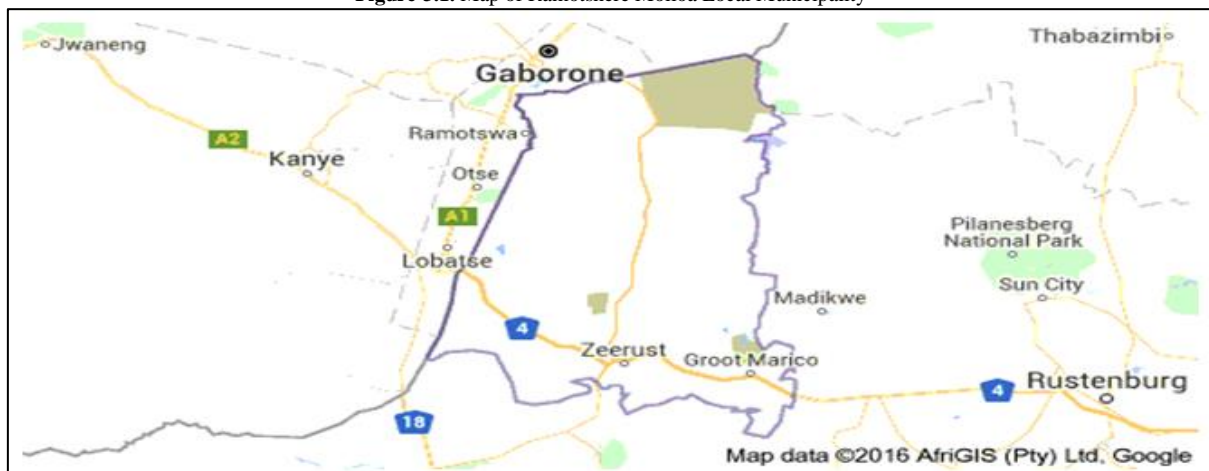 Jwaneng
Thabazimbi
Gaborone
Ramotswa
A2
Kanye
Otse
A1
Pilanesberg
National Park
Lobatse
Sun City
Madikwe
4
Zeerust
Groot Marico
4
Rustenburg
18
Map data ©2016 AfriGIS (Pty) Ltd, Google